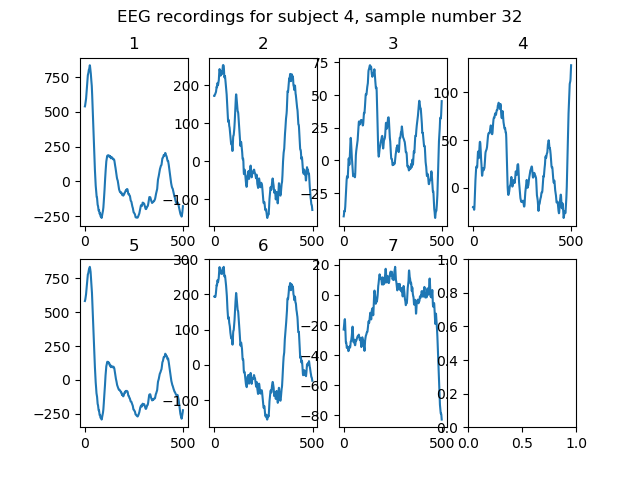 EEG recordings for subject 4, sample number 32
1 2 3 4
750 500 250 0 −250 0 500
200 100 0 −100 0 500
75 50 25 0 −25 0 500
100 50 0 0 500
5 6 7
750 500 250 0 −250 0 500
300 200 100 0 −100 0 500
20 0 −20 −40 −60 −80 0 500
1.0 0.8 0.6 0.4 0.2 0.0 0.0 0.5 1.0